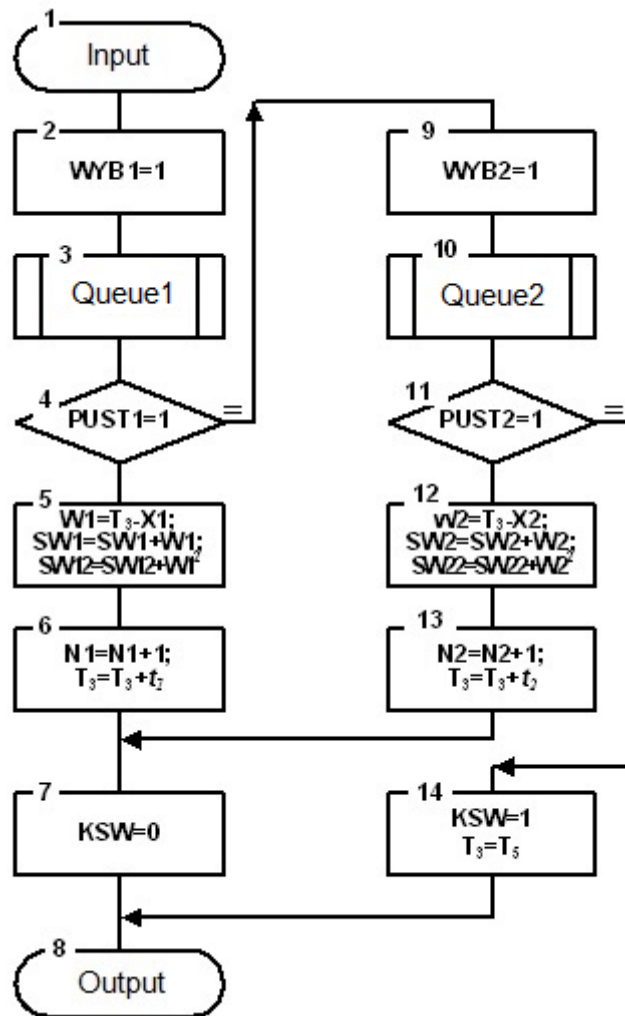 1
Input
2
WYB1=1
3
Queue1
4
PUST1=1
=
5
W1=T₃-X1;
SW1=SW1+W1;
SW12=SW12+W1²
6
N1=N1+1;
T₃=T₃+t₂
7
KSW=0
8
Output
9
WYB2=1
10
Queue2
11
PUST2=1
=
12
W2=T₃-X2;
SW2=SW2+W2;
SW22=SW22+W2²
13
N2=N2+1;
T₃=T₃+t₂
14
KSW=1
T₃=T₅